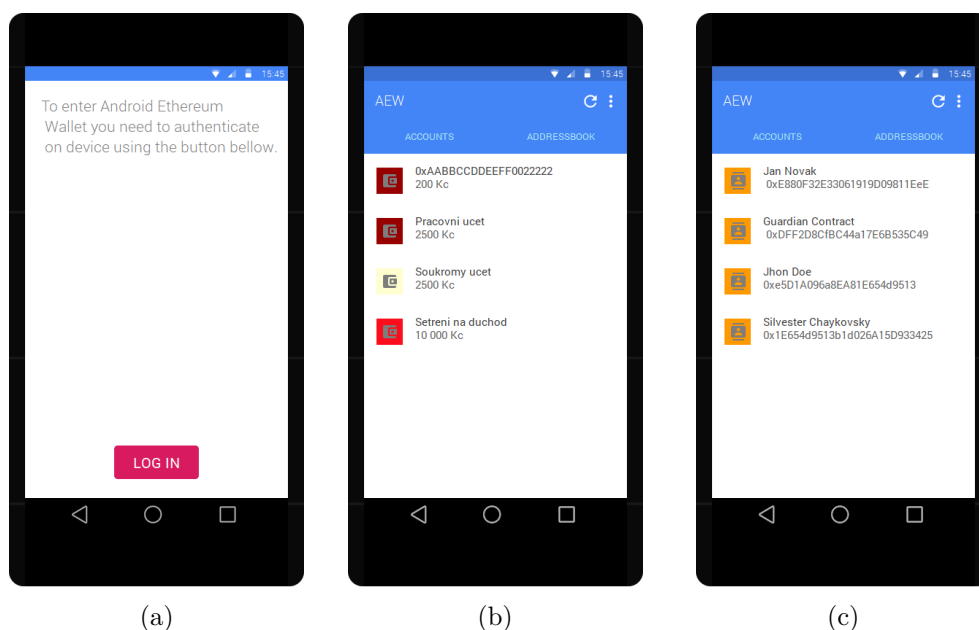 15:45
To enter Android Ethereum
Wallet you need to authenticate
on device using the button bellow.
LOG IN
(a)
15:45
AEW
ACCOUNTS ADDRESSBOOK
0xAABBCCDDEEFF0022222
200 Kc
Pracovni ucet
2500 Kc
Soukromy ucet
2500 Kc
Setreni na duchod
10 000 Kc
(b)
15:45
AEW
ACCOUNTS ADDRESSBOOK
Jan Novak
0xE880F32E33061919D09811EeE
Guardian Contract
0xDFF2D8CfBC44a17E6B535C49
Jhon Doe
0xe5D1A096a8EA81E654d9513
Silvester Chaykovsky
0x1E654d9513b1d026A15D933425
(c)